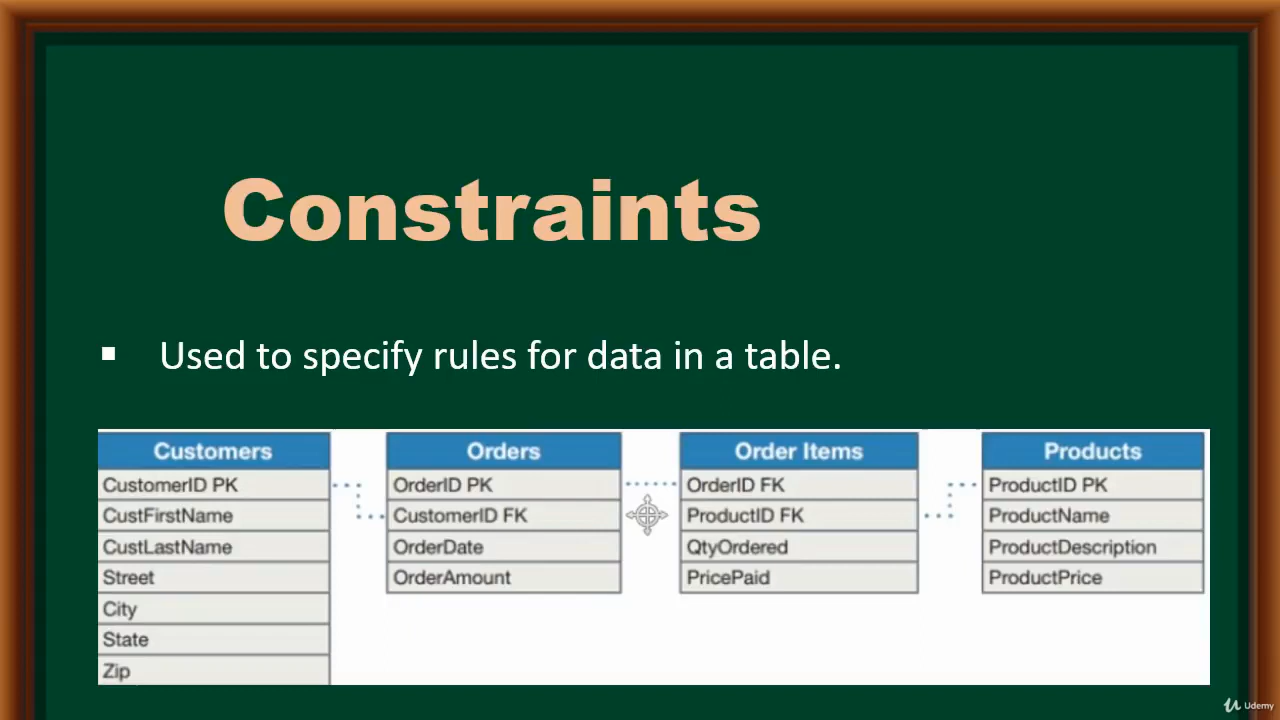 Constraints
▪ Used to specify rules for data in a table.
Customers
CustomerID PK
CustFirstName
CustLastName
Street
City
State
Zip
Orders
OrderID PK
CustomerID FK
OrderDate
OrderAmount
Order Items
OrderID FK
ProductID FK
QtyOrdered
PricePaid
Products
ProductID PK
ProductName
ProductDescription
ProductPrice
Udemy